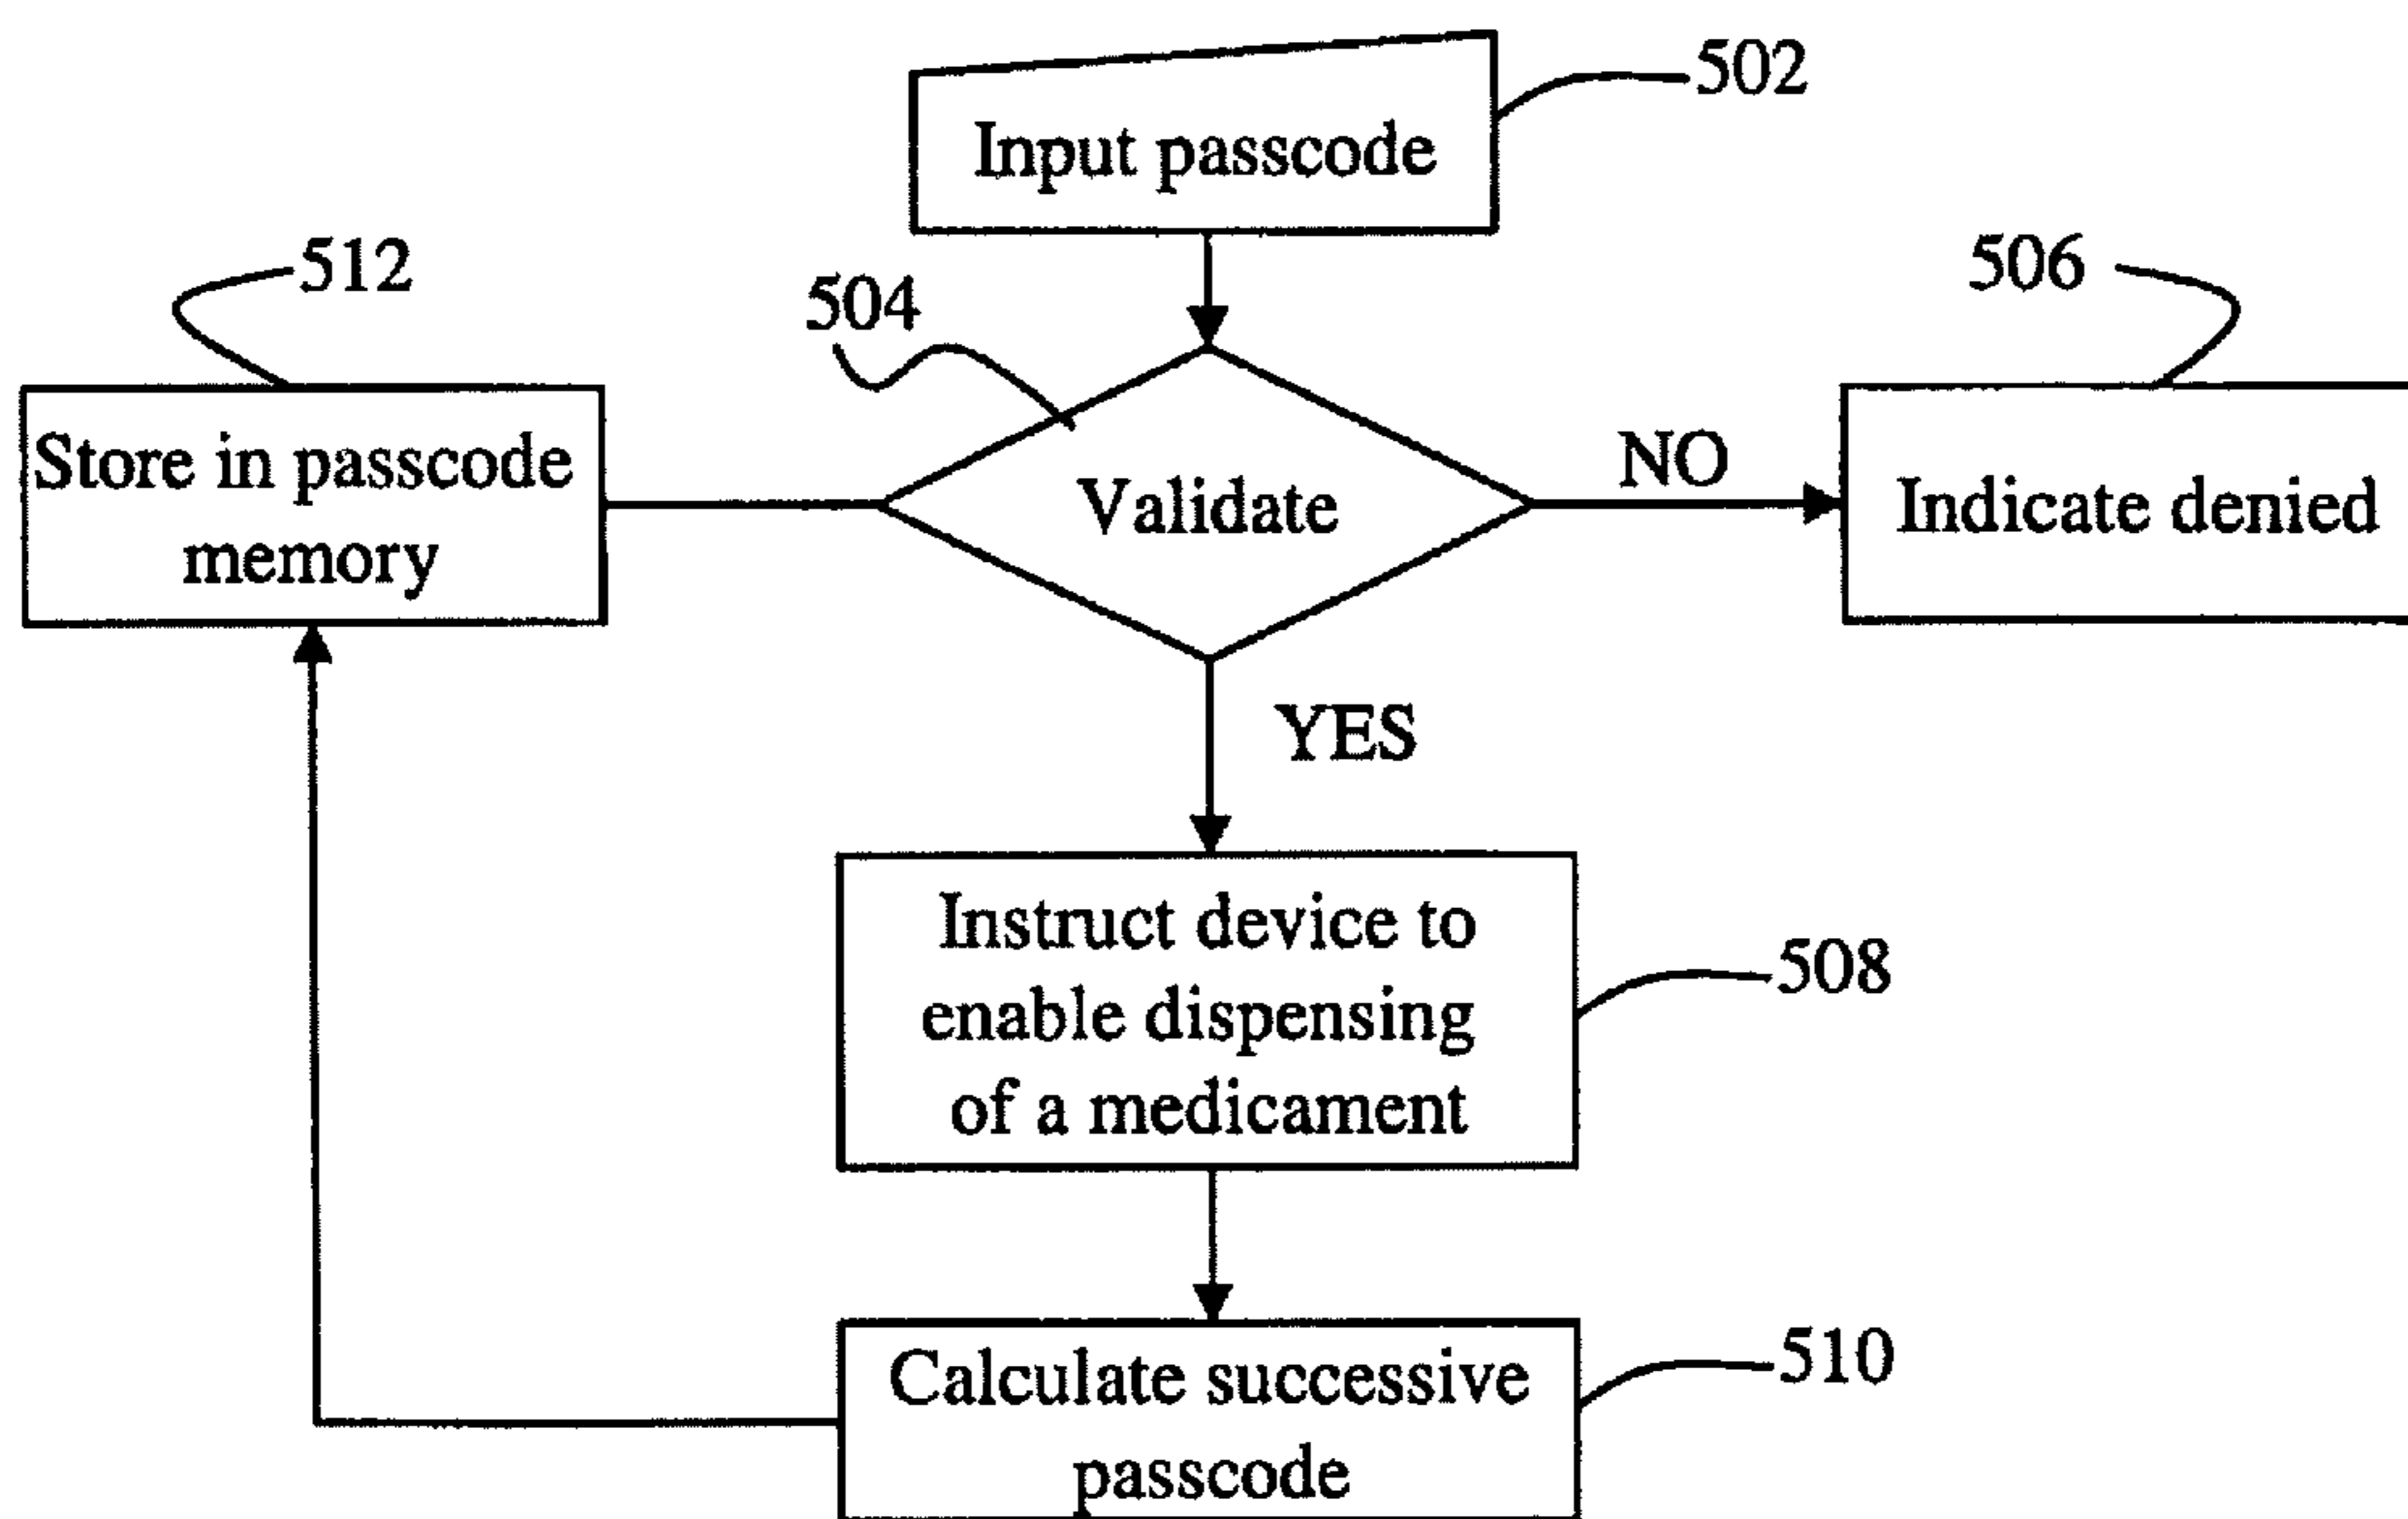 502
Input passcode
512
504
506
Store in passcode
memory
Validate
NO
Indicate denied
YES
Instruct device to
enable dispensing
of a medicament
508
Calculate successive
passcode
510